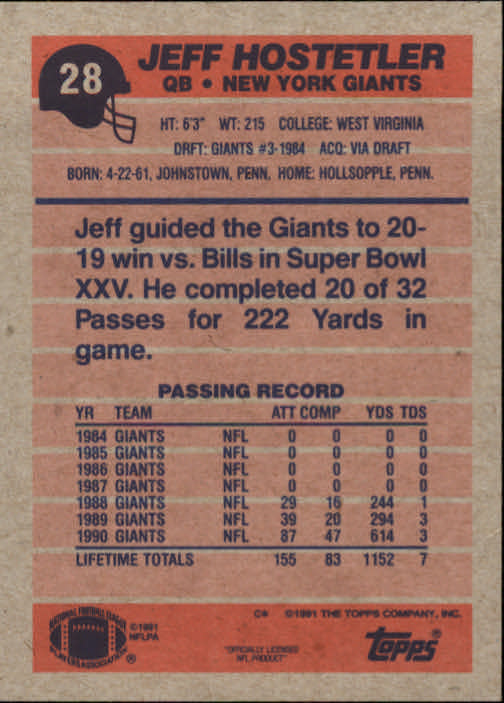 28
JEFF HOSTETLER
QB • NEW YORK GIANTS
HT: 6'3" WT: 215 COLLEGE: WEST VIRGINIA
DRFT: GIANTS #3-1984 ACQ: VIA DRAFT
BORN: 4-22-61, JOHNSTOWN, PENN. HOME: HOLLSOPPLE, PENN.
Jeff guided the Giants to 20-
19 win vs. Bills in Super Bowl
XXV. He completed 20 of 32
Passes for 222 Yards in
game.
PASSING RECORD
YR TEAM ATT COMP YDS TDS
1984 GIANTS NFL 0 0 0 0
1985 GIANTS NFL 0 0 0 0
1986 GIANTS NFL 0 0 0 0
1987 GIANTS NFL 0 0 0 0
1988 GIANTS NFL 29 16 244 1
1989 GIANTS NFL 39 20 294 3
1990 GIANTS NFL 87 47 614 3
LIFETIME TOTALS 155 83 1152 7
NATIONAL FOOTBALL LEAGUE
PLAYERS ASSOCIATION
®
©1991
NFLPA
C* ©1991 THE TOPPS COMPANY, INC.
"OFFICIALLY LICENSED
NFL PRODUCT"
topps®